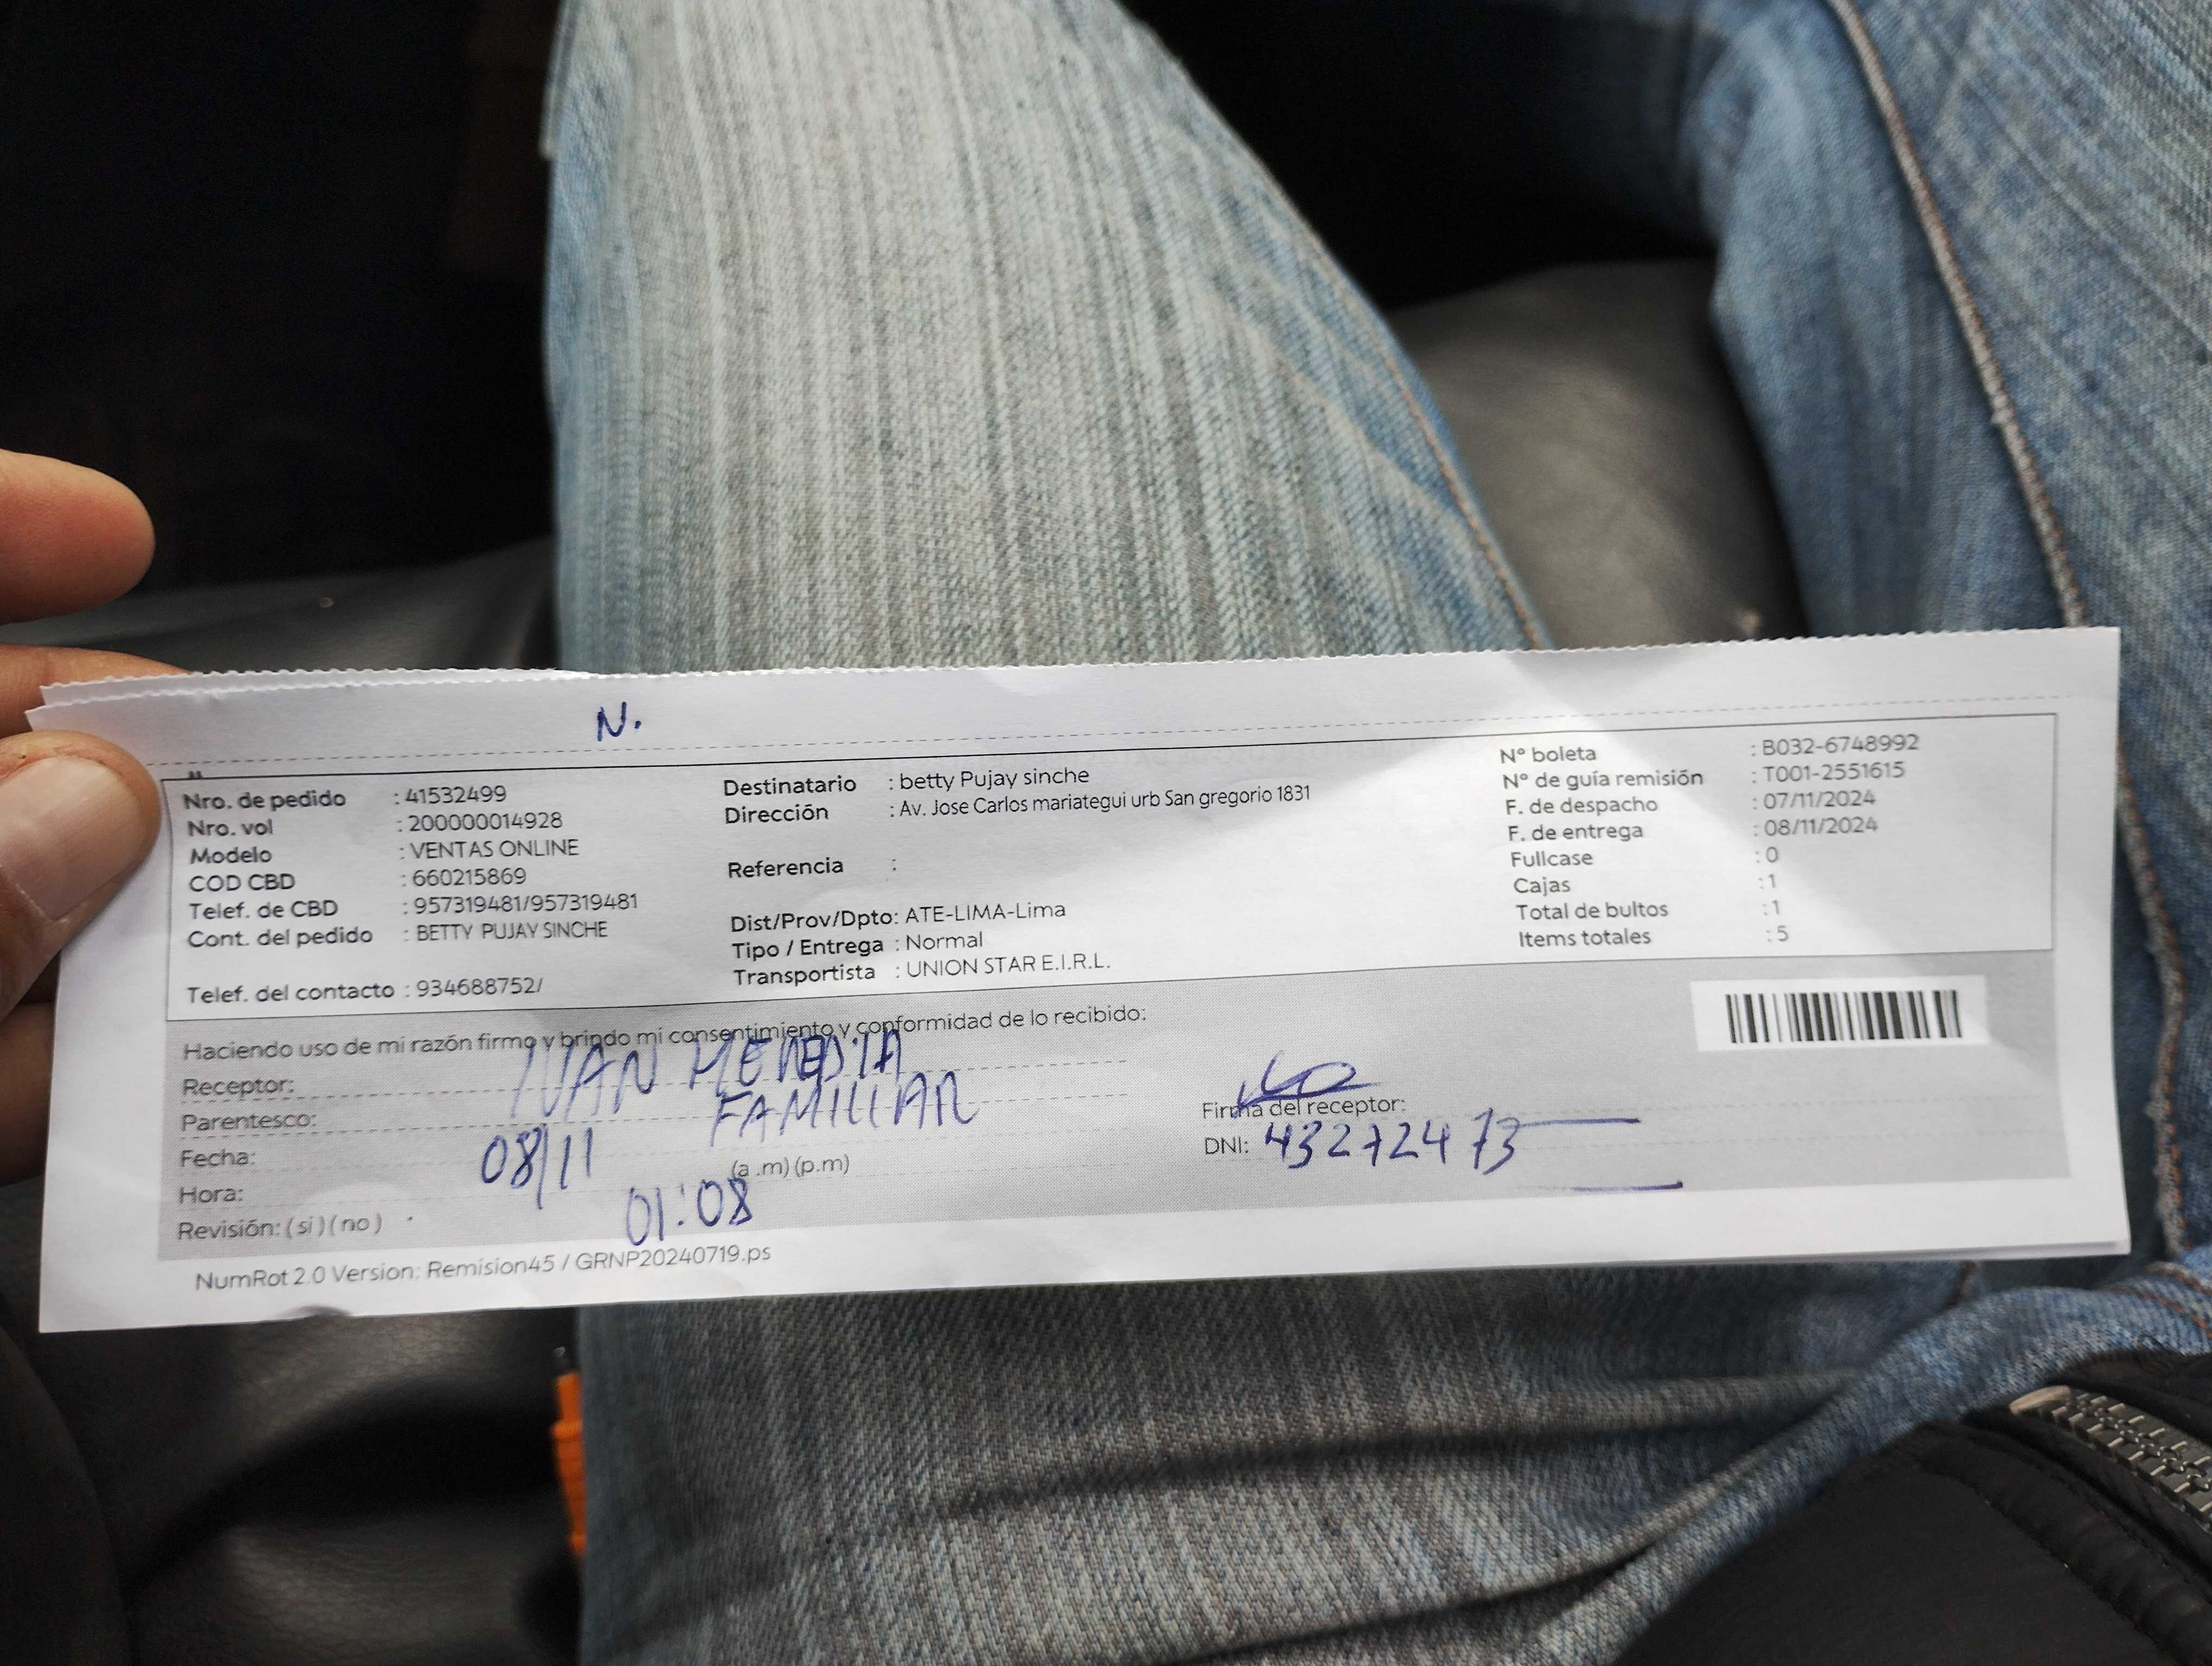 N.
Nro. de pedido : 41532499
Nro. vol : 200000014928
Modelo : VENTAS ONLINE
COD CBD : 660215869
Telef. de CBD : 957319481/957319481
Cont. del pedido : BETTY PUJAY SINCHE
Telef. del contacto : 934688752/
Destinatario : betty Pujay sinche
Dirección : Av. Jose Carlos mariategui urb San gregorio 1831
Referencia :
Dist/Prov/Dpto: ATE-LIMA-Lima
Tipo / Entrega : Normal
Transportista : UNION STAR E.I.R.L.
Nº boleta : B032-6748992
Nº de guía remisión : T001-2551615
F. de despacho : 07/11/2024
F. de entrega : 08/11/2024
Fullcase : 0
Cajas : 1
Total de bultos : 1
Items totales : 5
Haciendo uso de mi razón firmo y brindo mi consentimiento y conformidad de lo recibido:
Receptor: IVAN
Parentesco: FAMILIAR
Fecha: 08/11
Hora: 01:08 (a .m) (p.m)
Revisión: (si) (no)
Firma del receptor:
DNI: 43272473
NumRot 2.0 Version: Remision45 / GRNP20240719.ps